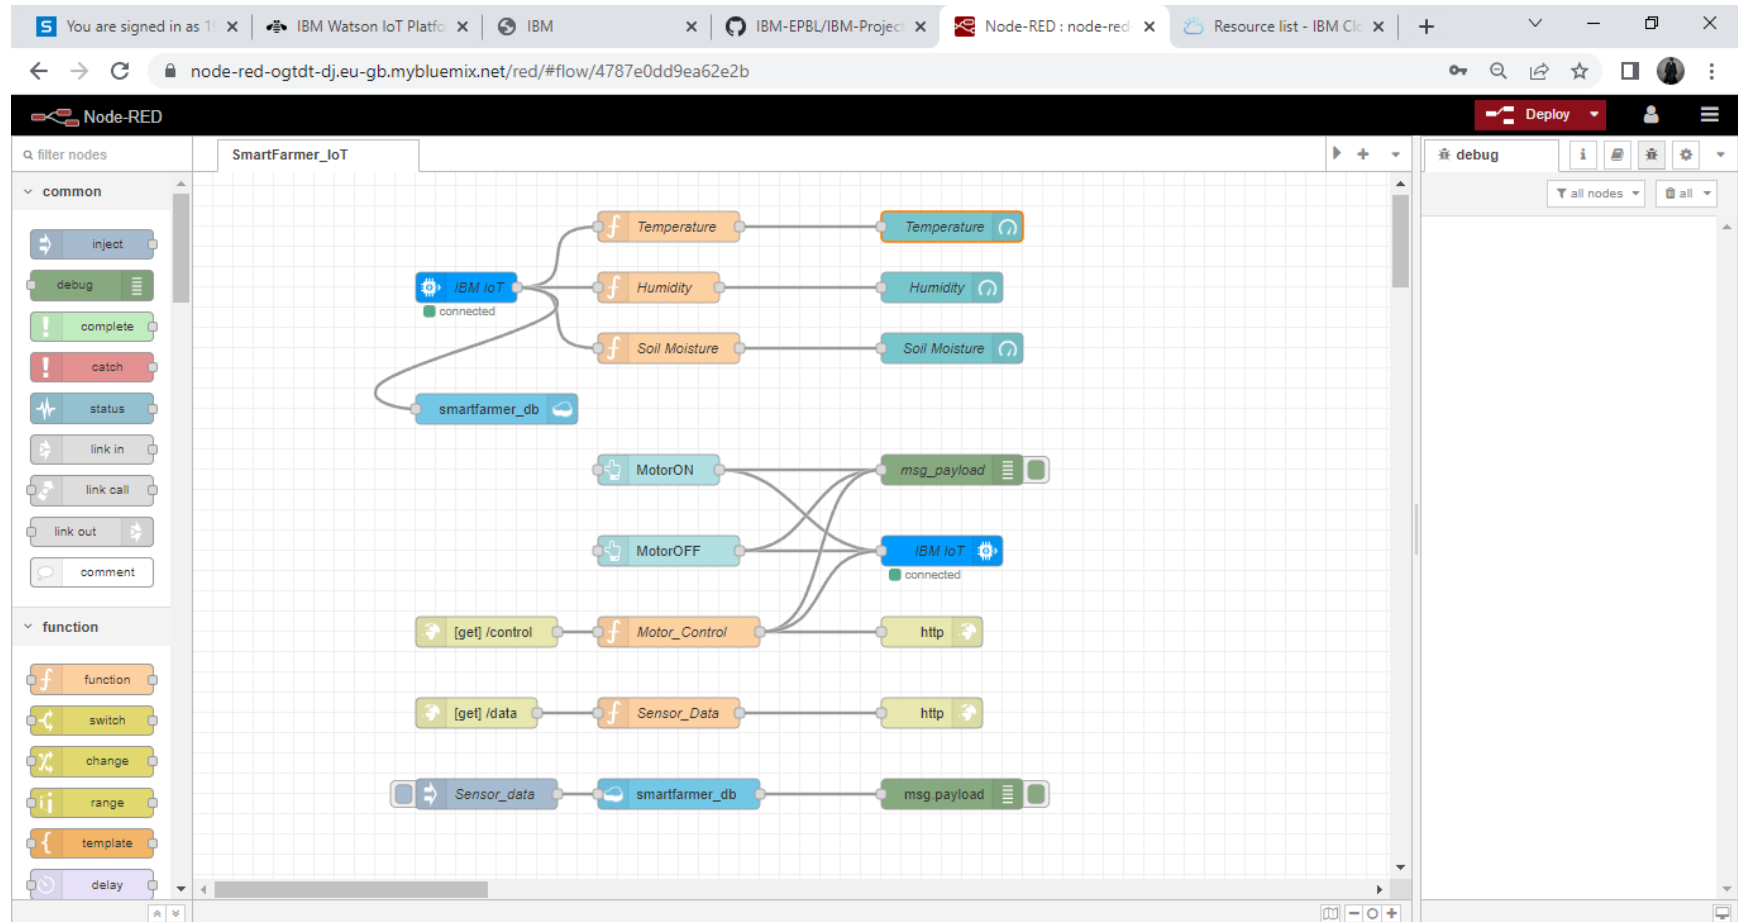 You are signed in as 19
IBM Watson IoT Platfo
IBM
IBM-EPBL/IBM-Project
Node-RED : node-red-
Resource list - IBM Clo
node-red-ogtdt-dj.eu-gb.mybluemix.net/red/#flow/4787e0dd9ea62e2b
Node-RED
Deploy
filter nodes
SmartFarmer_IoT
debug
all nodes
all
common
inject
debug
complete
catch
status
link in
link call
link out
comment
function
function
switch
change
range
template
delay
Temperature
Temperature
IBM IoT
connected
Humidity
Humidity
Soil Moisture
Soil Moisture
smartfarmer_db
MotorON
msg_payload
MotorOFF
IBM IoT
connected
[get] /control
Motor_Control
http
[get] /data
Sensor_Data
http
Sensor_data
smartfarmer_db
msg.payload